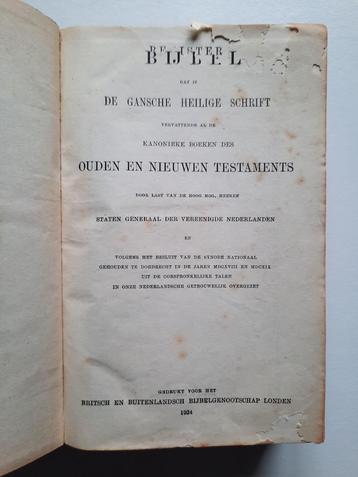 REGISTER
BIJBEL
DAT IS
DE GANSCHE HEILIGE SCHRIFT
VERVATTENDE AL DE
KANONIEKE BOEKEN DES
OUDEN EN NIEUWEN TESTAMENTS
DOOR LAST VAN DE HOOG MOG. HEEREN
STATEN GENERAAL DER VEREENIGDE NEDERLANDEN
EN
VOLGENS HET BESLUIT VAN DE SYNODE NATIONAAL
GEHOUDEN TE DORDRECHT IN DE JAREN MDCXVIII EN MDCXIX
UIT DE OORSPRONKELIJKE TALEN
IN ONZE NEDERLANDSCHE GETROUWELIJK OVERGEZET
GEDRUKT VOOR HET
BRITSCH EN BUITENLANDSCH BIJBELGENOOTSCHAP LONDEN
1934